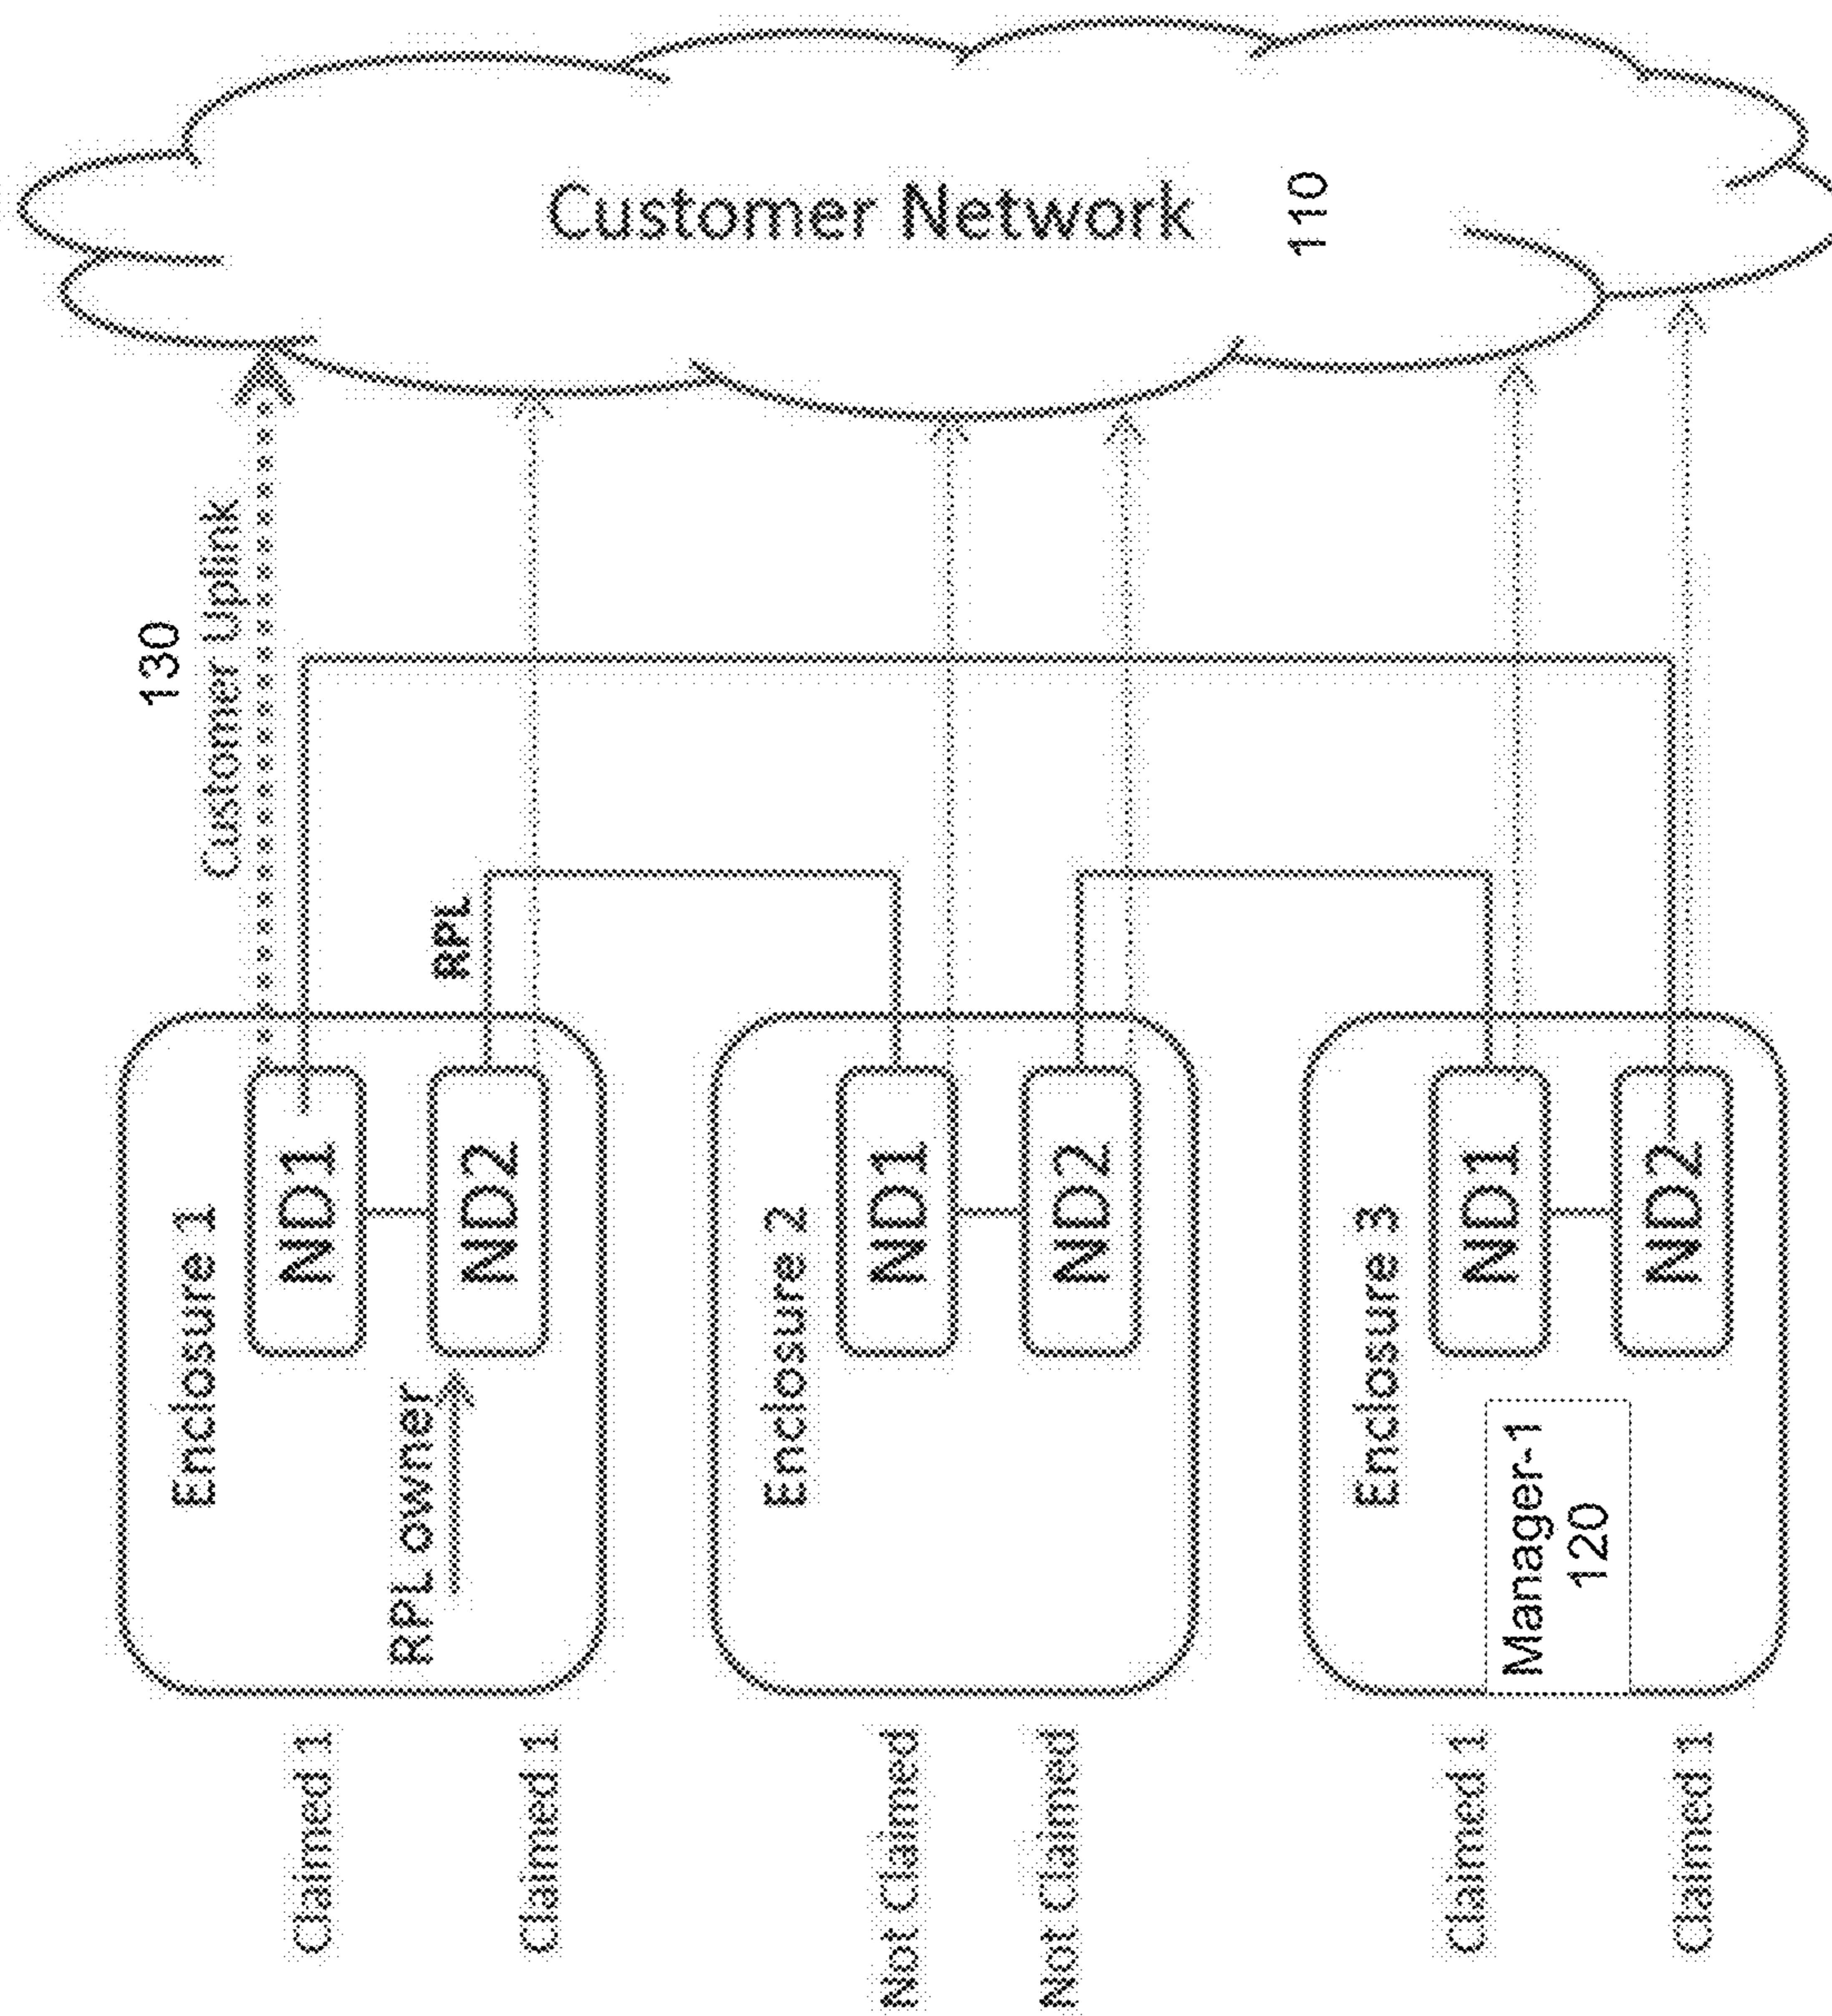 Customer Network
110
130
Customer Uplink
RPL
Enclosure 1
ND1
ND2
RPL owner
Claimed 1
Claimed 1
Enclosure 2
ND1
ND2
Not Claimed
Not Claimed
Enclosure 3
ND1
ND2
Manager-1
120
Claimed 1
Claimed 1